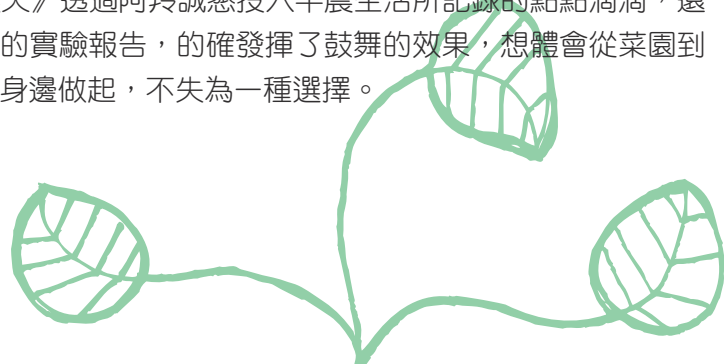 天》透過阿羚誠懇投入半農生活所記錄的點點滴滴，還
的實驗報告，的確發揮了鼓舞的效果，想體會從菜園到
身邊做起，不失為一種選擇。